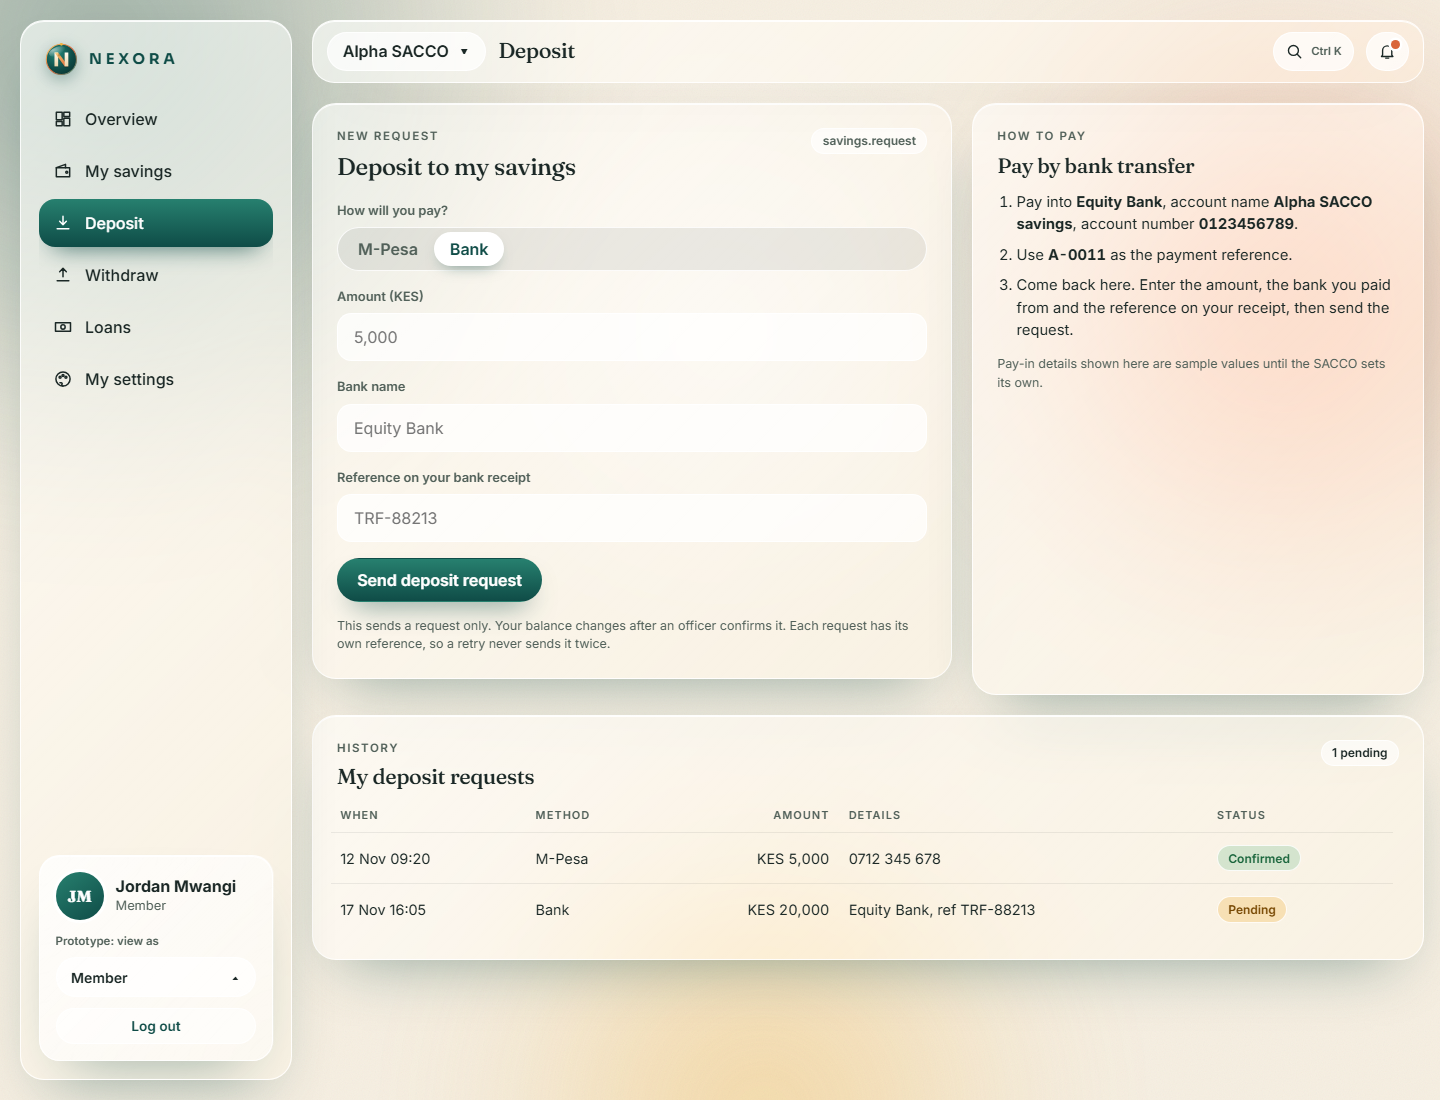 NEXORA
Overview
My savings
Deposit
Withdraw
Loans
My settings
JM
Jordan Mwangi
Member
Prototype: view as
Member
Log out
Alpha SACCO
Deposit
Ctrl K
NEW REQUEST
savings.request
Deposit to my savings
How will you pay?
M-Pesa
Bank
Amount (KES)
5,000
Bank name
Equity Bank
Reference on your bank receipt
TRF-88213
Send deposit request
This sends a request only. Your balance changes after an officer confirms it. Each request has its
own reference, so a retry never sends it twice.
HOW TO PAY
Pay by bank transfer
1. Pay into Equity Bank, account name Alpha SACCO
savings, account number 0123456789.
2. Use A-0011 as the payment reference.
3. Come back here. Enter the amount, the bank you paid
from and the reference on your receipt, then send the
request.
Pay-in details shown here are sample values until the SACCO sets
its own.
HISTORY
1 pending
My deposit requests
WHEN METHOD AMOUNT DETAILS STATUS
12 Nov 09:20 M-Pesa KES 5,000 0712 345 678 Confirmed
17 Nov 16:05 Bank KES 20,000 Equity Bank, ref TRF-88213 Pending